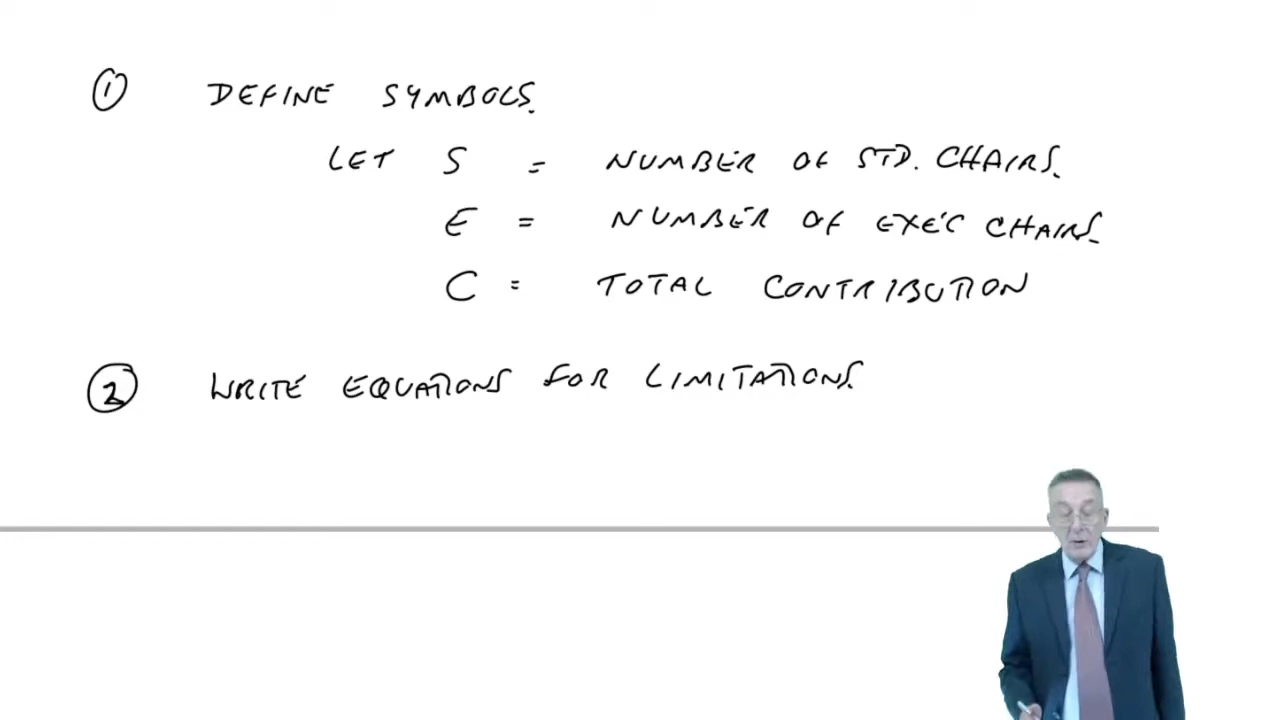 ① DEFINE SYMBOLS.
LET S = NUMBER OF STD. CHAIRS.
E = NUMBER OF EXEC CHAIRS.
C = TOTAL CONTRIBUTION
② WRITE EQUATIONS FOR LIMITATIONS.